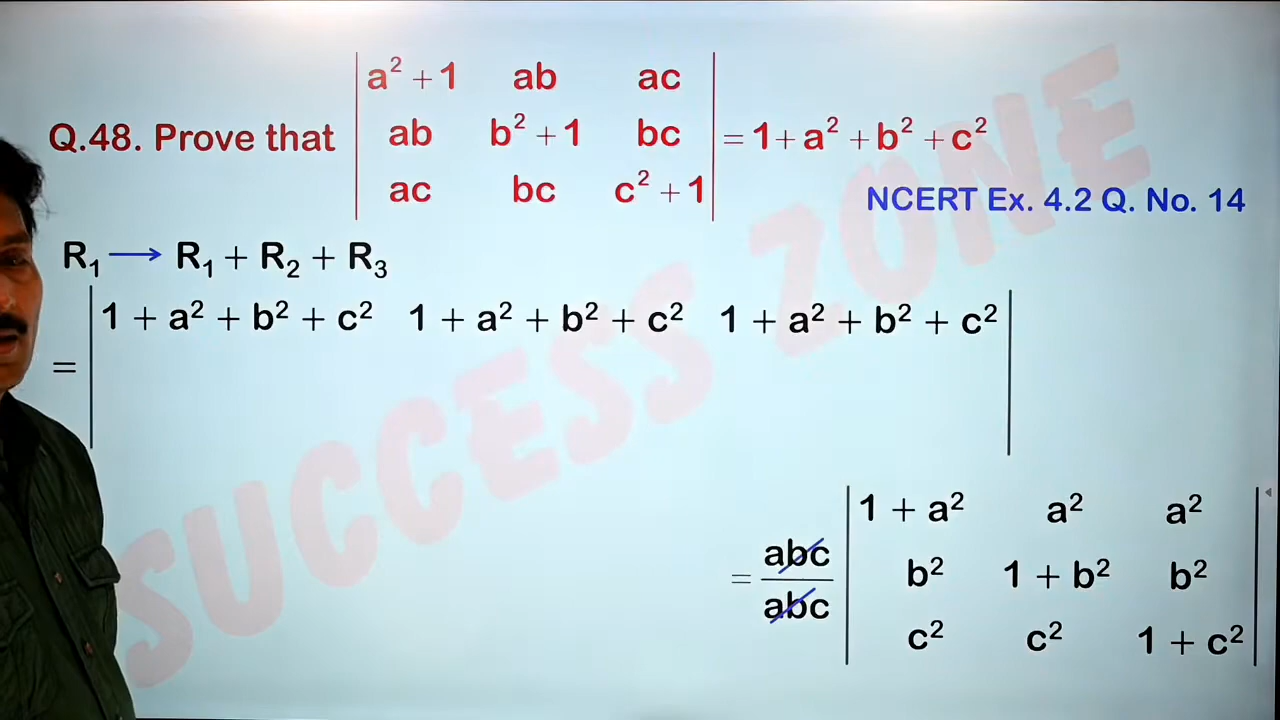 Q.48. Prove that | a² + 1 ab ac |
| ab b² + 1 bc | = 1 + a² + b² + c²
| ac bc c² + 1 |
NCERT Ex. 4.2 Q. No. 14
R₁ → R₁ + R₂ + R₃
= | 1 + a² + b² + c² 1 + a² + b² + c² 1 + a² + b² + c² |
= abc/abc | 1 + a² a² a² |
| b² 1 + b² b² |
| c² c² 1 + c² |
SUCCESS ZONE